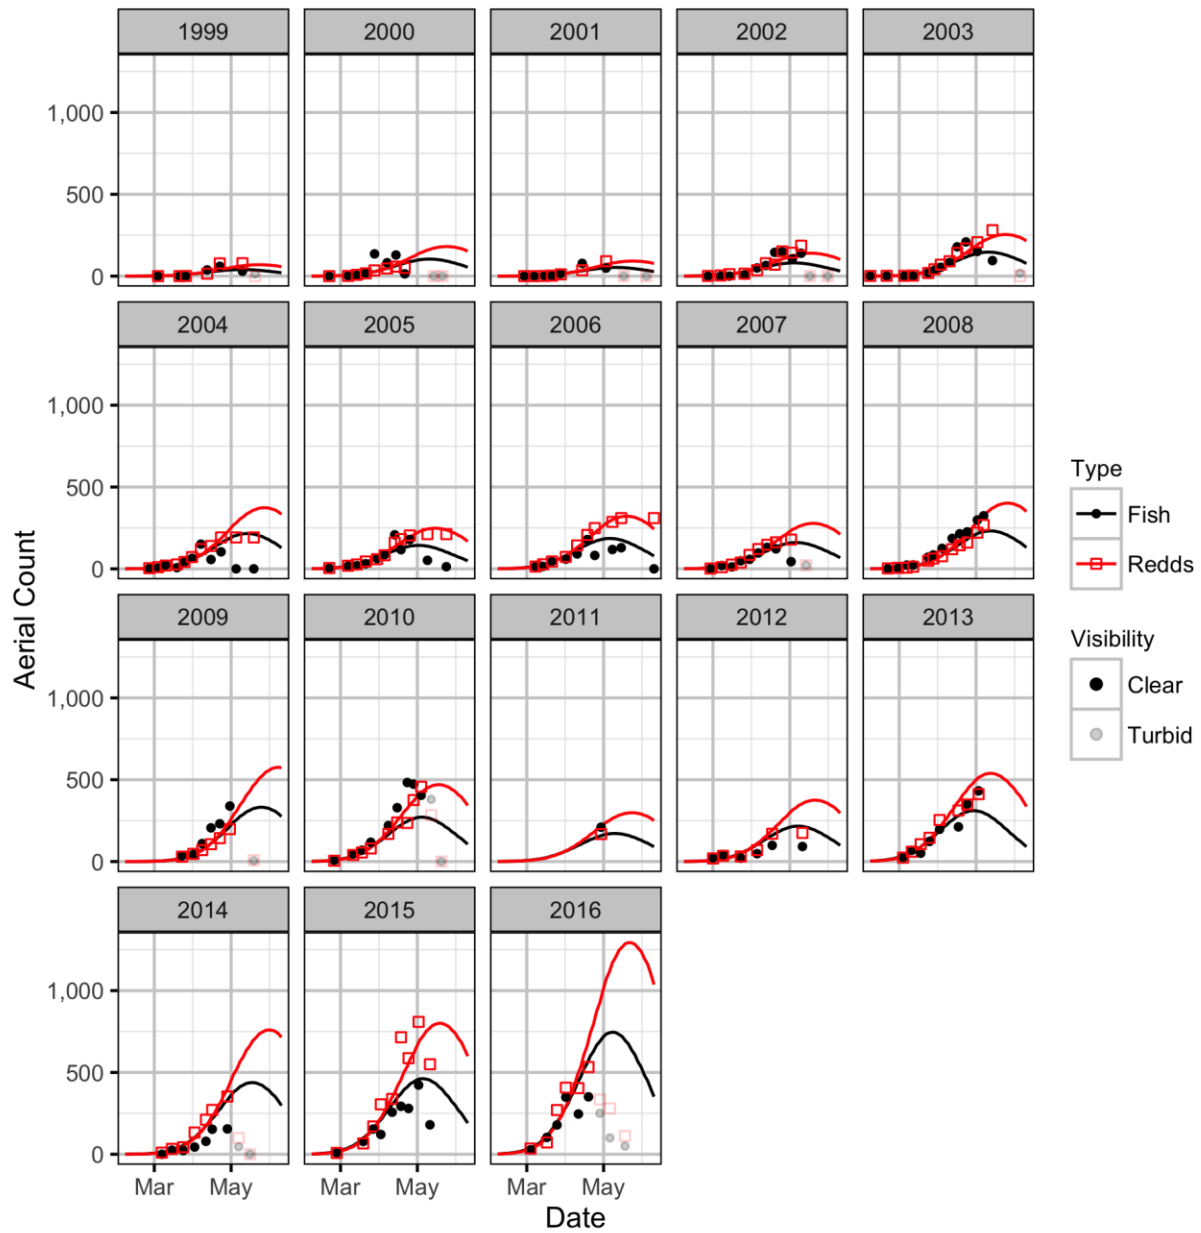 1999 2000 2001 2002 2003
1,000
500
0
2004 2005 2006 2007 2008
1,000
500
0
Type
Fish
Redds
Aerial Count
2009 2010 2011 2012 2013
Visibility
Clear
Turbid
1,000
500
0
2014 2015 2016
1,000
500
0
Mar May Mar May Mar May
Date